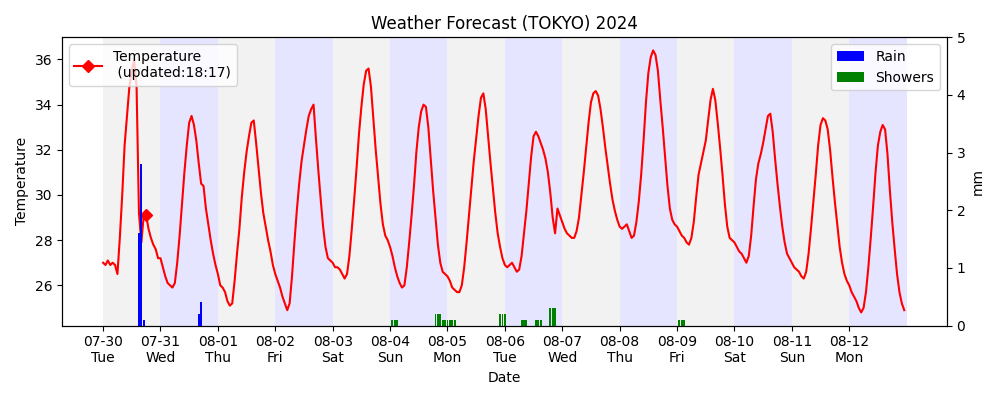 Weather Forecast (TOKYO) 2024
Temperature
(updated:18:17)
Rain
Showers
Temperature
36
34
32
30
28
26
5
4
3
2
1
0
mm
07-30 07-31 08-01 08-02 08-03 08-04 08-05 08-06 08-07 08-08 08-09 08-10 08-11 08-12
Tue Wed Thu Fri Sat Sun Mon Tue Wed Thu Fri Sat Sun Mon
Date